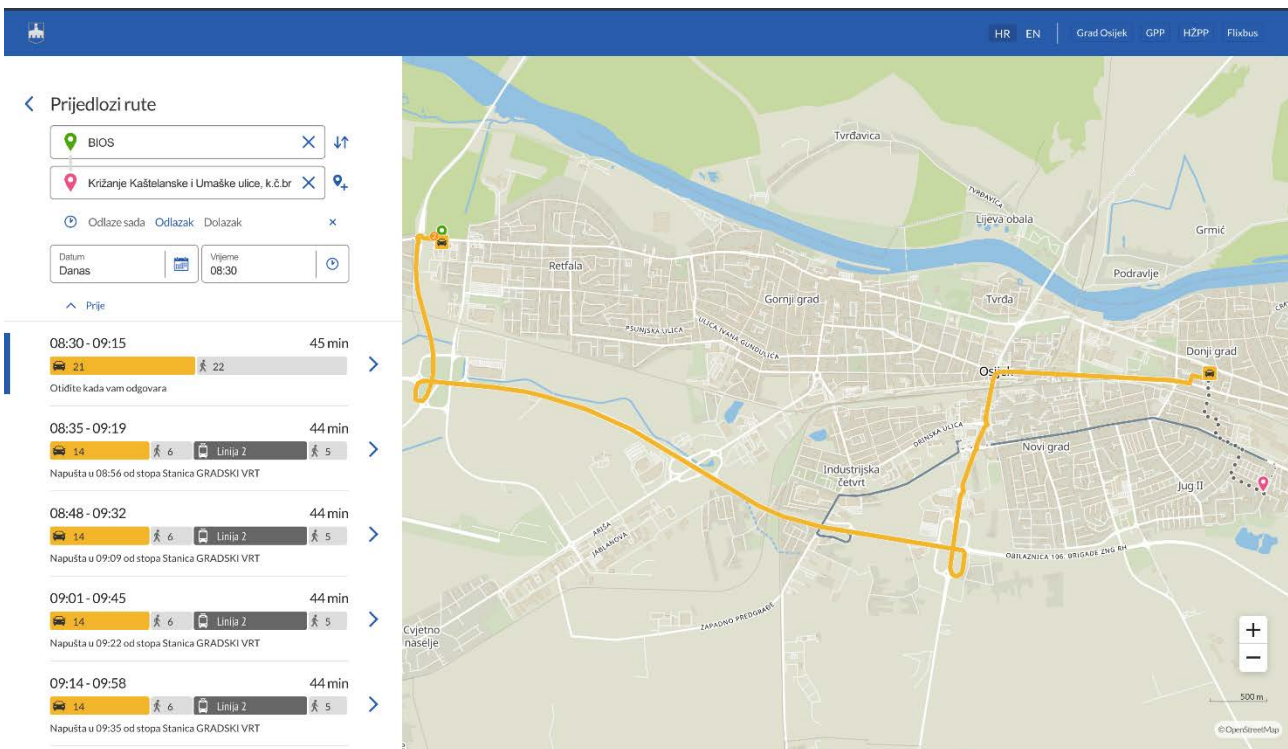 HR EN Grad Osijek GPP HŽPP Flixbus
Prijedlozi rute
BIOS
Križanje Kaštelanske i Umaške ulice, k.č.br
Odlaze sada Odlazak Dolazak
Datum
Danas
Vrijeme
08:30
Prije
08:30 - 09:15 45 min
21 22
Otiđite kada vam odgovara
08:35 - 09:19 44 min
14 6 Linija 2 5
Napušta u 08:56 od stopa Stanica GRADSKI VRT
08:48 - 09:32 44 min
14 6 Linija 2 5
Napušta u 09:09 od stopa Stanica GRADSKI VRT
09:01 - 09:45 44 min
14 6 Linija 2 5
Napušta u 09:22 od stopa Stanica GRADSKI VRT
09:14 - 09:58 44 min
14 6 Linija 2 5
Napušta u 09:35 od stopa Stanica GRADSKI VRT
Tvrđavica
TVRĐAVICA
Lijeva obala
Grmić
Retfala
Podravlje
Gornji grad
Tvrđa
PSUNJSKA ULICA
ULICA IVANA GUNDULIĆA
Donji grad
Osijek
DRINSKA ULICA
Novi grad
Industrijska
četvrt
Jug II
ARIŠA
JABLANOVA
OBILAZNICA 106. BRIGADE ZNG RH
ZAPADNO PREDGRAĐE
Cvjetno
naselje
+
−
500 m
©OpenStreetMap